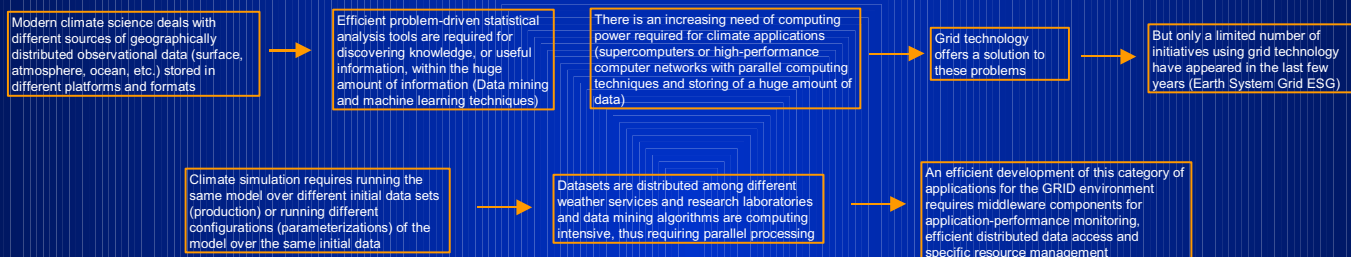 Modern climate science deals with
different sources of geographically
distributed observational data (surface,
atmosphere, ocean, etc.) stored in
different platforms and formats
Efficient problem-driven statistical
analysis tools are required for
discovering knowledge, or useful
information, within the huge
amount of information (Data mining
and machine learning techniques)
There is an increasing need of computing
power required for climate applications
(supercomputers or high-performance
computer networks with parallel computing
techniques and storing of a huge amount of
data)
Grid technology
offers a solution to
these problems
But only a limited number of
initiatives using grid technology
have appeared in the last few
years (Earth System Grid ESG)
Climate simulation requires running the
same model over different initial data sets
(production) or running different
configurations (parameterizations) of the
model over the same initial data
Datasets are distributed among different
weather services and research laboratories
and data mining algorithms are computing
intensive, thus requiring parallel processing
An efficient development of this category of
applications for the GRID environment
requires middleware components for
application-performance monitoring,
efficient distributed data access and
specific resource management